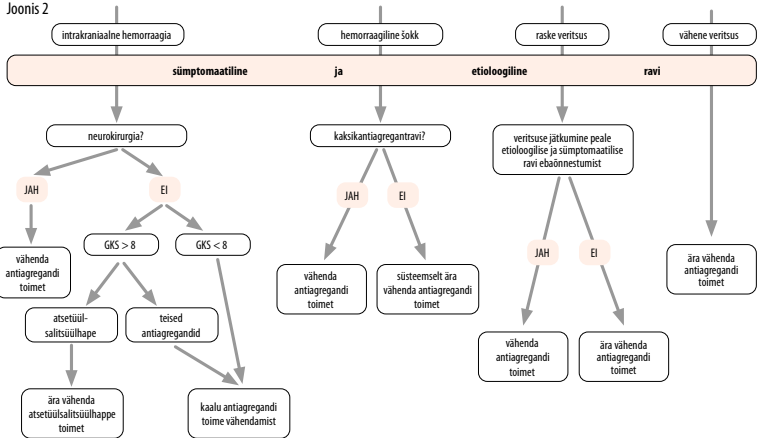 Joonis 2
intrakraniaalne hemorraagia
hemorraagiline šokk
raske veritsus
vähene veritsus
sümptomaatiline ja etioloogiline ravi
neurokirurgia?
kaksikantiagregantravi?
veritsuse jätkumine peale
etioloogilise ja sümptomaatilise
ravi ebaõnnestumist
JAH
EI
JAH
EI
GKS > 8
GKS < 8
vähenda
antiagregandi
toimet
JAH
EI
ära vähenda
antiagregandi
toimet
vähenda
antiagregandi
toimet
süsteemselt ära
vähenda antiagregandi
toimet
atsetüül-
salitsüülhape
teised
antiagregandid
vähenda
antiagregandi
toimet
ära vähenda
antiagregandi
toimet
ära vähenda
atsetüülsalitsüülhappe
toimet
kaalu antiagregandi
toime vähendamist